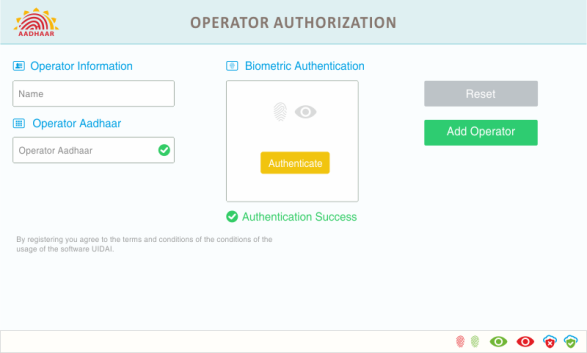 AADHAAR
OPERATOR AUTHORIZATION
Operator Information
Name
Operator Aadhaar
Operator Aadhaar
Biometric Authentication
Authenticate
Authentication Success
Reset
Add Operator
By registering you agree to the terms and conditions of the conditions of the
usage of the software UIDAI.